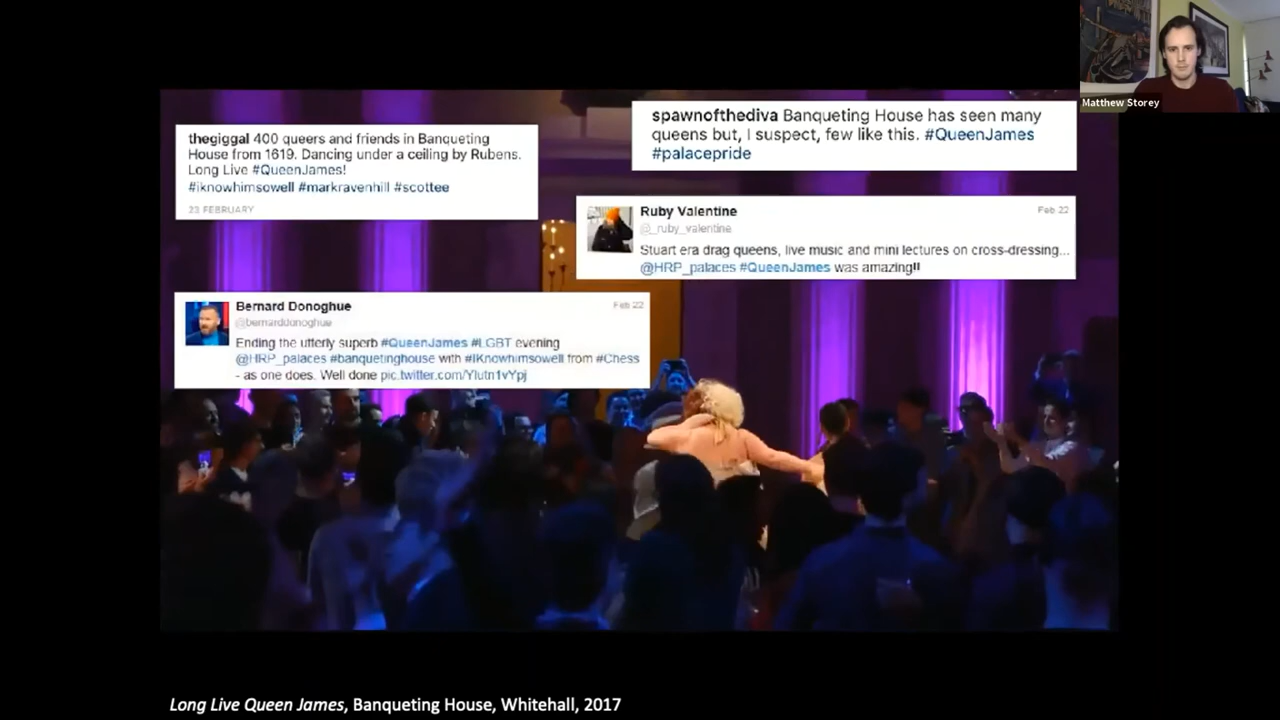 Matthew Storey
thegiggal 400 queers and friends in Banqueting
House from 1619. Dancing under a ceiling by Rubens.
Long Live #QueenJames!
#iknowhimsowell #markravenhill #scottee
23 FEBRUARY
spawnofthediva Banqueting House has seen many
queens but, I suspect, few like this. #QueenJames
#palacepride
Ruby Valentine Feb 22
@_ruby_valentine
Stuart era drag queens, live music and mini lectures on cross-dressing...
@HRP_palaces #QueenJames was amazing!!
Bernard Donoghue Feb 22
@bernarddonoghue
Ending the utterly superb #QueenJames #LGBT evening
@HRP_palaces #banquetinghouse with #IKnowhimsowell from #Chess
- as one does. Well done pic.twitter.com/Ylutn1vYpj
Long Live Queen James, Banqueting House, Whitehall, 2017